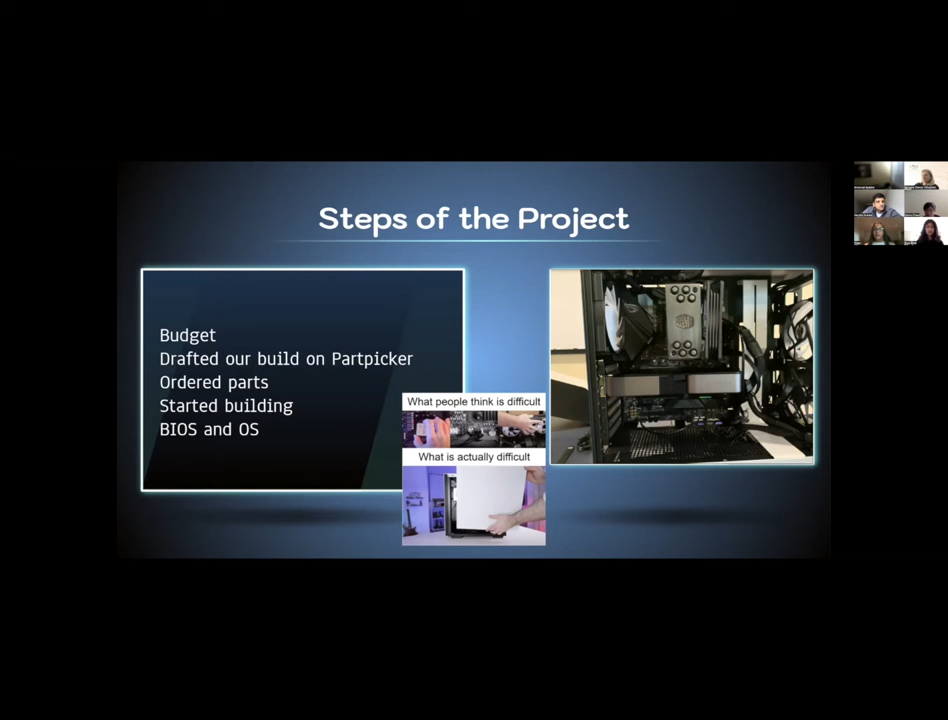 Steps of the Project
Budget
Drafted our build on Partpicker
Ordered parts
Started building
BIOS and OS
What people think is difficult
What is actually difficult